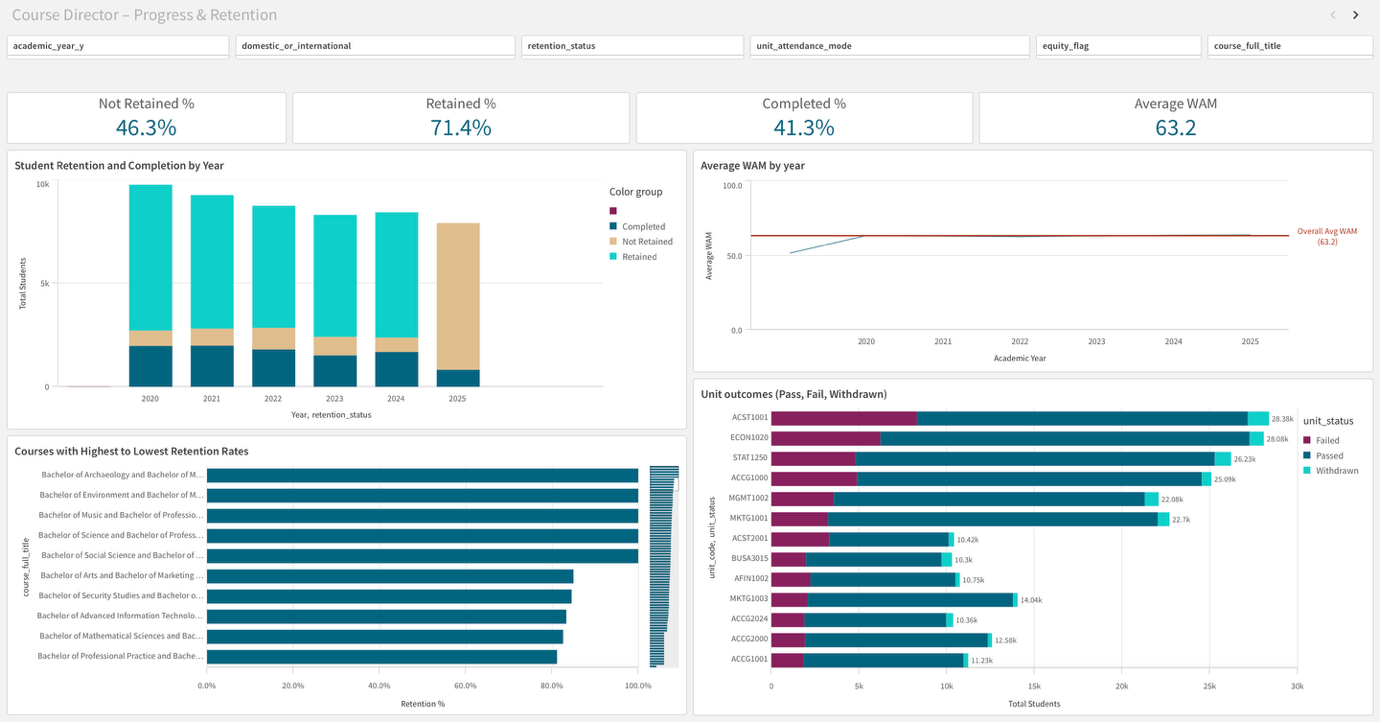 Course Director – Progress & Retention
academic_year_y
domestic_or_international
retention_status
unit_attendance_mode
equity_flag
course_full_title
Not Retained %
46.3%
Retained %
71.4%
Completed %
41.3%
Average WAM
63.2
Student Retention and Completion by Year
Total Students
10k
5k
0
2020
2021
2022
2023
2024
2025
Year, retention_status
Color group
Completed
Not Retained
Retained
Average WAM by year
Average WAM
100.0
50.0
0.0
2020
2021
2022
2023
2024
2025
Academic Year
Overall Avg WAM
(63.2)
Courses with Highest to Lowest Retention Rates
course_full_title
Bachelor of Archaeology and Bachelor of M...
Bachelor of Environment and Bachelor of M...
Bachelor of Music and Bachelor of Professio...
Bachelor of Science and Bachelor of Profess...
Bachelor of Social Science and Bachelor of ...
Bachelor of Arts and Bachelor of Marketing ...
Bachelor of Security Studies and Bachelor o...
Bachelor of Advanced Information Technolo...
Bachelor of Mathematical Sciences and Bac...
Bachelor of Professional Practice and Bache...
0.0%
20.0%
40.0%
60.0%
80.0%
100.0%
Retention %
Unit outcomes (Pass, Fail, Withdrawn)
unit_code, unit_status
ACST1001
28.38k
ECON1020
28.08k
STAT1250
26.23k
ACCG1000
25.09k
MGMT1002
22.08k
MKTG1001
22.7k
ACST2001
10.42k
BUSA3015
10.3k
AFIN1002
10.75k
MKTG1003
14.04k
ACCG2024
10.36k
ACCG2000
12.58k
ACCG1001
11.23k
0
5k
10k
15k
20k
25k
30k
Total Students
unit_status
Failed
Passed
Withdrawn